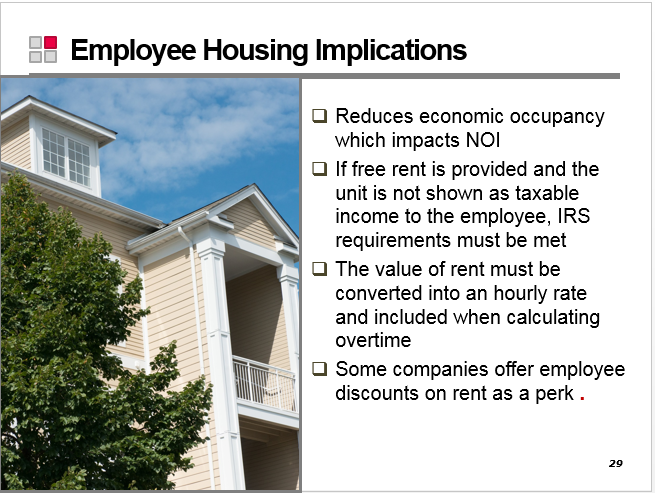 Employee Housing Implications
Reduces economic occupancy
which impacts NOI
If free rent is provided and the
unit is not shown as taxable
income to the employee, IRS
requirements must be met
The value of rent must be
converted into an hourly rate
and included when calculating
overtime
Some companies offer employee
discounts on rent as a perk .
29